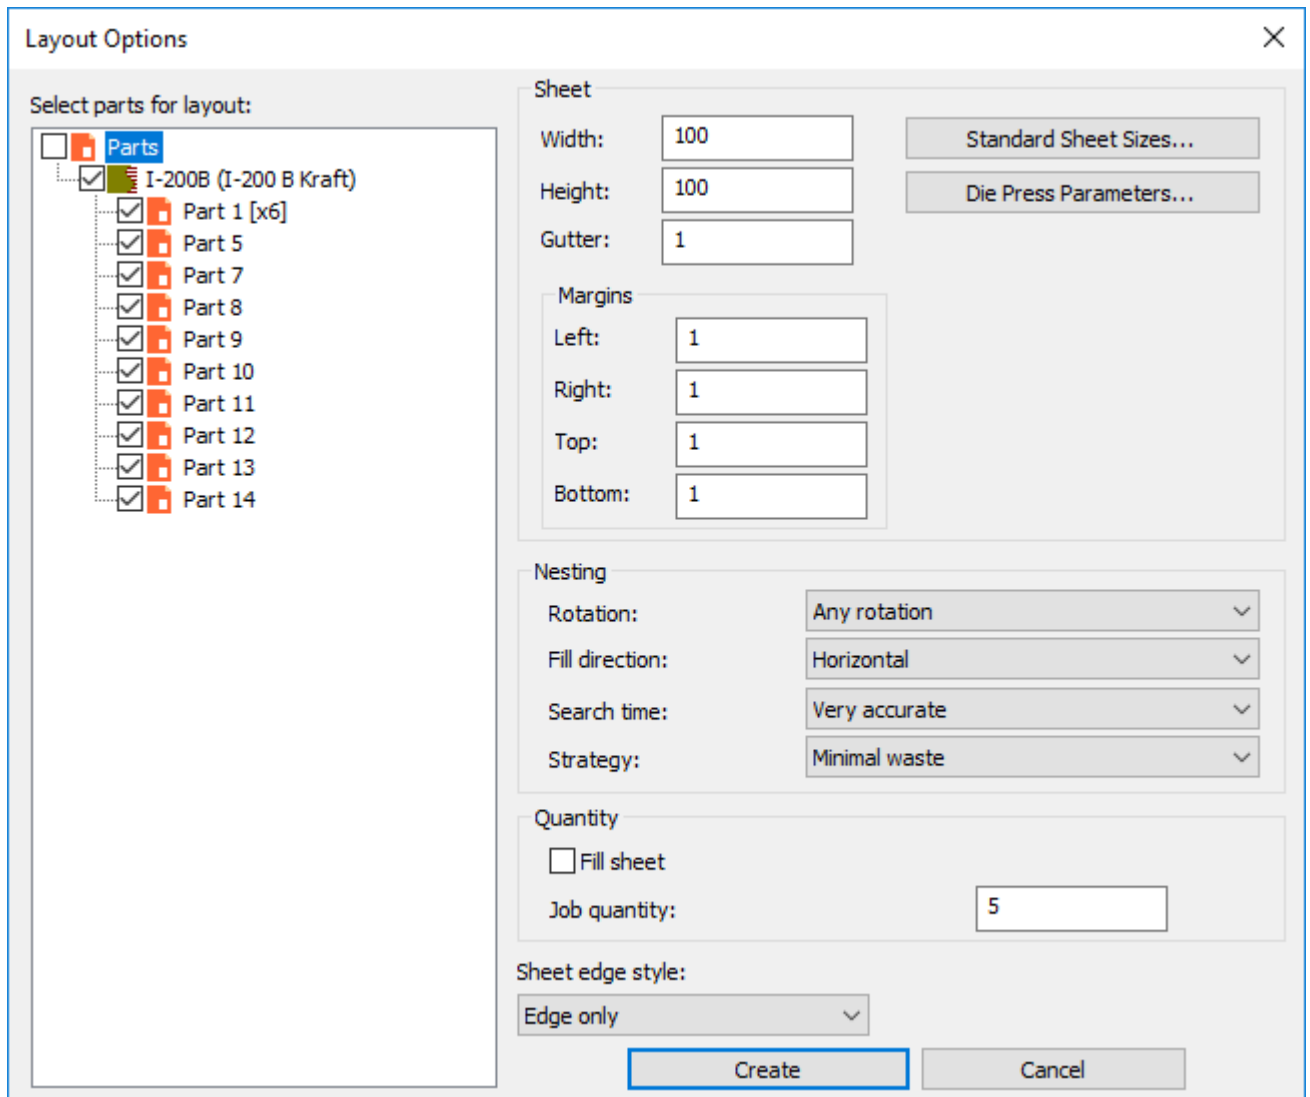 Layout Options
Select parts for layout:
Parts
I-200B (I-200 B Kraft)
Part 1 [x6]
Part 5
Part 7
Part 8
Part 9
Part 10
Part 11
Part 12
Part 13
Part 14
Sheet
Width: 100 Standard Sheet Sizes...
Height: 100 Die Press Parameters...
Gutter: 1
Margins
Left: 1
Right: 1
Top: 1
Bottom: 1
Nesting
Rotation: Any rotation
Fill direction: Horizontal
Search time: Very accurate
Strategy: Minimal waste
Quantity
Fill sheet
Job quantity: 5
Sheet edge style:
Edge only
Create Cancel